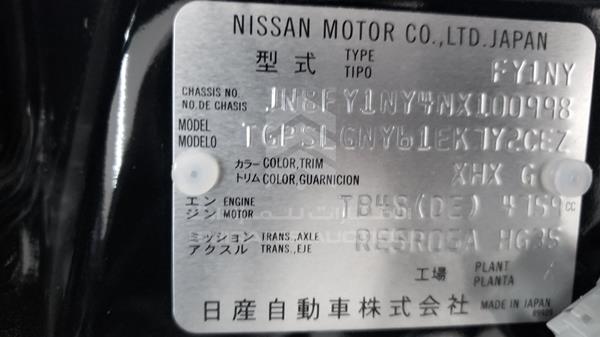 NISSAN MOTOR CO.,LTD.JAPAN
型式 TYPE TIPO FY1NY
CHASSIS NO. NO.DE CHASIS JN8FY1NY4NX100998
MODEL MODELO TGPSLGNY61EK7Y2CEZ
カラー COLOR,TRIM トリム COLOR,GUARNICION XHX G
エンジン ENGINE MOTOR TB48(DE) 4759 CC
ミッション TRANS.,AXLE アクスル TRANS.,EJE RE5R05A HG35
工場 PLANT PLANTA
日産自動車株式会社 MADE IN JAPAN